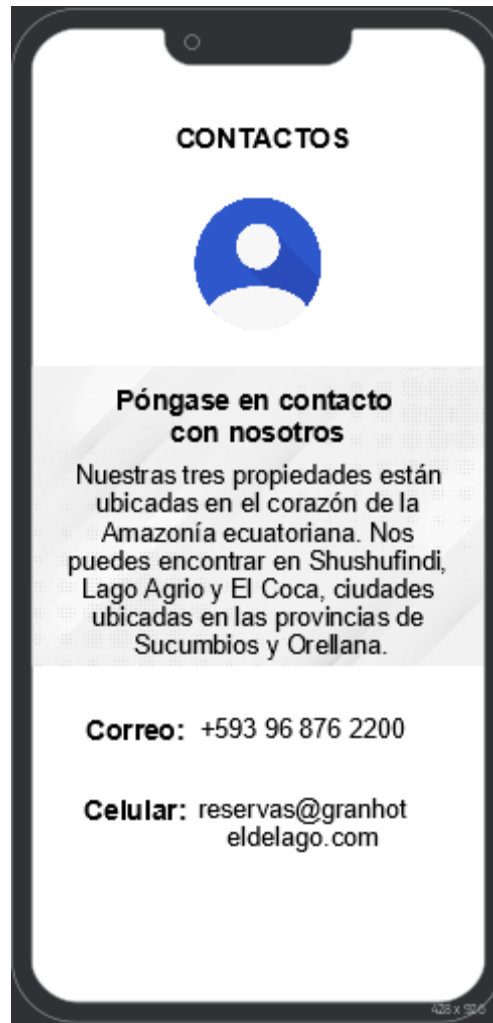 CONTACTOS
Póngase en contacto
con nosotros
Nuestras tres propiedades están
ubicadas en el corazón de la
Amazonía ecuatoriana. Nos
puedes encontrar en Shushufindi,
Lago Agrio y El Coca, ciudades
ubicadas en las provincias de
Sucumbios y Orellana.
Correo: +593 96 876 2200
Celular: reservas@granhot
eldelago.com
428 x 926